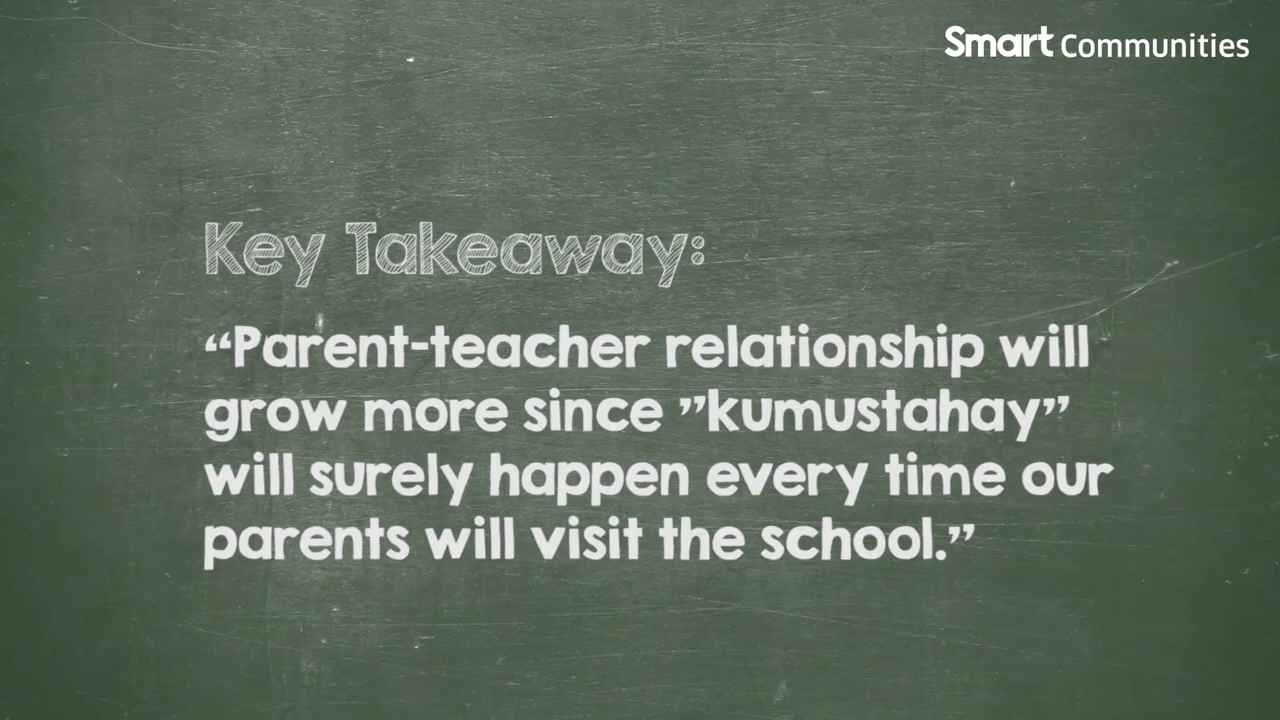 Smart Communities
Key Takeaway:
“Parent-teacher relationship will
grow more since ”kumustahay”
will surely happen every time our
parents will visit the school.”